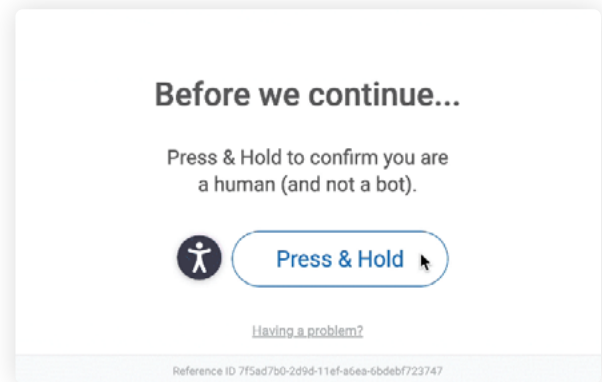 Before we continue...
Press & Hold to confirm you are
a human (and not a bot).
Press & Hold
Having a problem?
Reference ID 7f5ad7b0-2d9d-11ef-a6ea-6bdebf723747